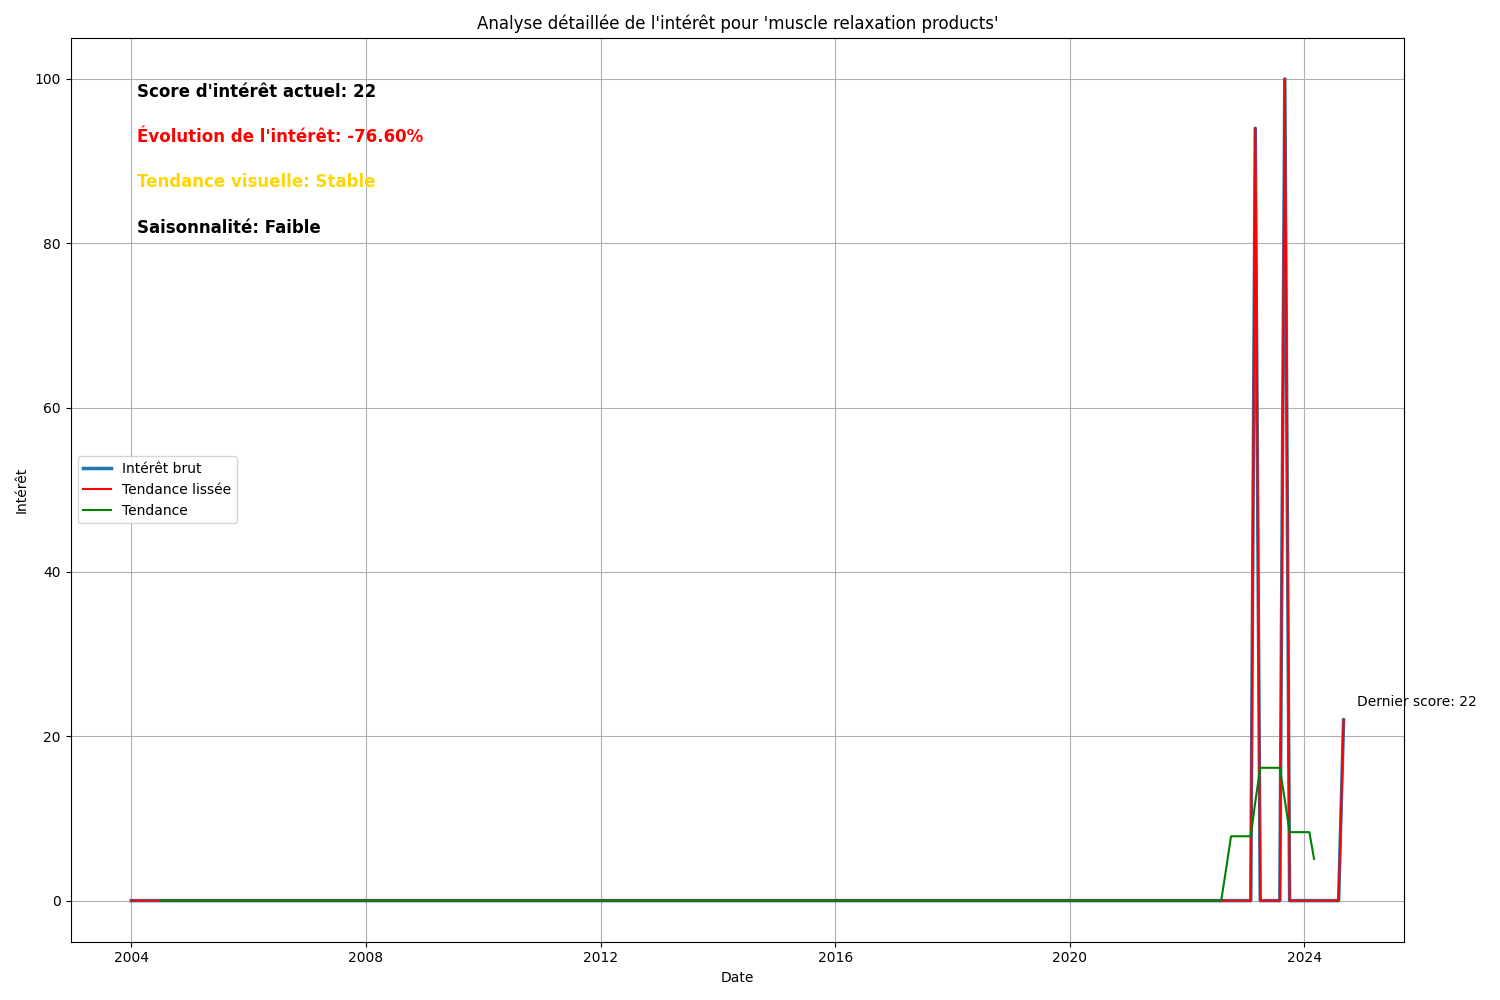 Analyse détaillée de l'intérêt pour 'muscle relaxation products'
Score d'intérêt actuel: 22
Évolution de l'intérêt: -76.60%
Tendance visuelle: Stable
Saisonnalité: Faible
100
80
60
40
20
0
Intérêt
Intérêt brut
Tendance lissée
Tendance
Dernier score: 22
2004
2008
2012
2016
2020
2024
Date